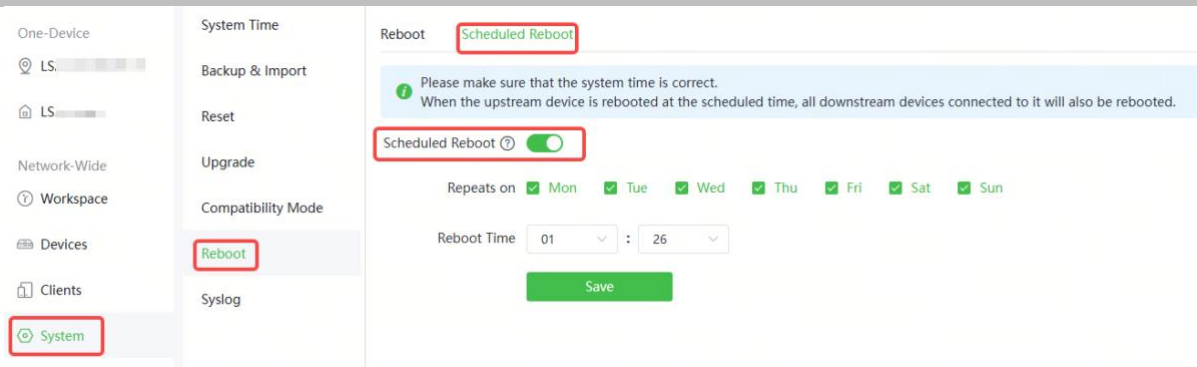 One-Device
LS
LS
Network-Wide
Workspace
Devices
Clients
System
System Time
Backup & Import
Reset
Upgrade
Compatibility Mode
Reboot
Syslog
Reboot Scheduled Reboot
Please make sure that the system time is correct.
When the upstream device is rebooted at the scheduled time, all downstream devices connected to it will also be rebooted.
Scheduled Reboot
Repeats on Mon Tue Wed Thu Fri Sat Sun
Reboot Time 01 : 26
Save